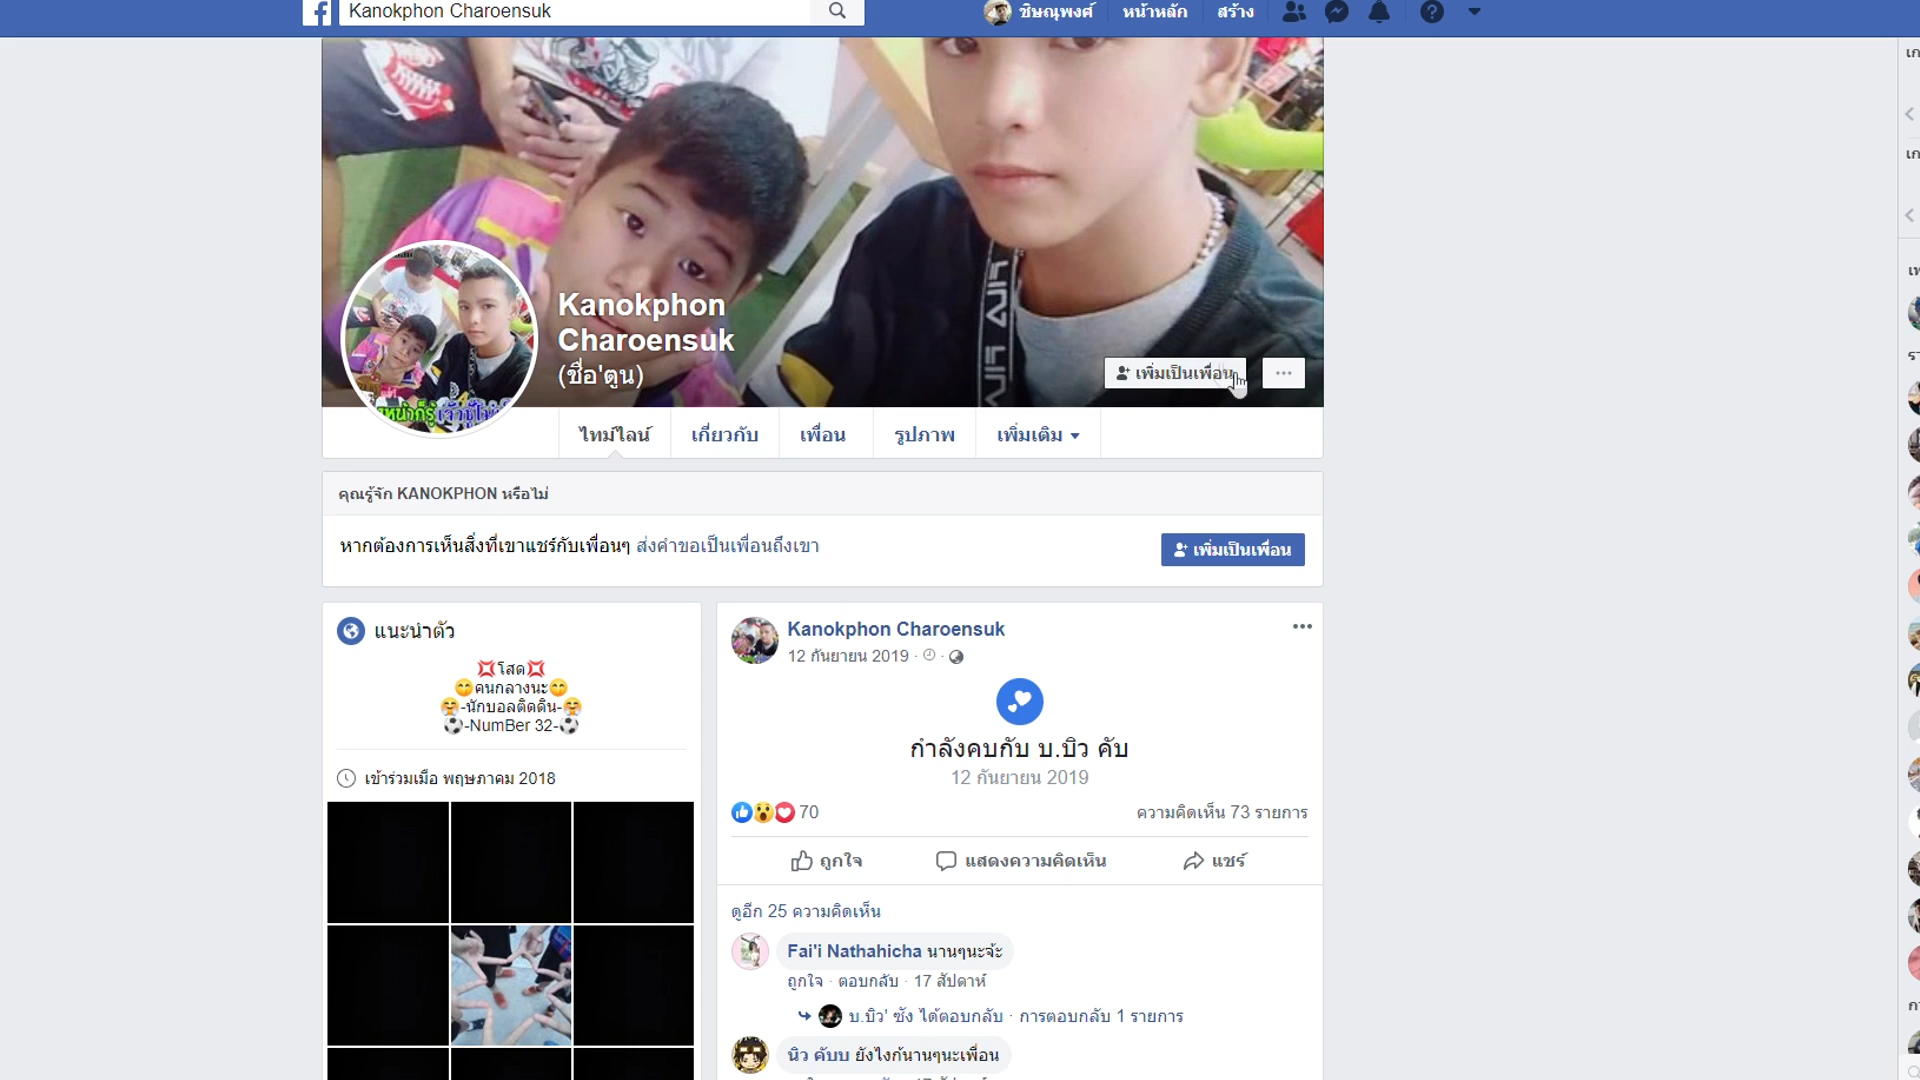 Kanokphon Charoensuk
ชิษณุพงศ์ หน้าหลัก สร้าง
Kanokphon
Charoensuk
(ชื่อ'ตูน)
เพิ่มเป็นเพื่อน
ไทม์ไลน์ เกี่ยวกับ เพื่อน รูปภาพ เพิ่มเติม
คุณรู้จัก KANOKPHON หรือไม่
หากต้องการเห็นสิ่งที่เขาแชร์กับเพื่อนๆ ส่งคำขอเป็นเพื่อนถึงเขา
เพิ่มเป็นเพื่อน
แนะนำตัว
💢โสด💢
😋คนกลางนะ😋
🤗-นักบอลติดดิน-🤗
⚽-NumBer 32-⚽
เข้าร่วมเมื่อ พฤษภาคม 2018
Kanokphon Charoensuk
12 กันยายน 2019 ·
กำลังคบกับ บ.บิว คับ
12 กันยายน 2019
70 ความคิดเห็น 73 รายการ
ถูกใจ แสดงความคิดเห็น แชร์
ดูอีก 25 ความคิดเห็น
Fai'i Nathahicha นานๆนะจ้ะ
ถูกใจ · ตอบกลับ · 17 สัปดาห์
บ.บิว' ซัง ได้ตอบกลับ · การตอบกลับ 1 รายการ
นิว คับบ ยังไงก้นานๆนะเพื่อน